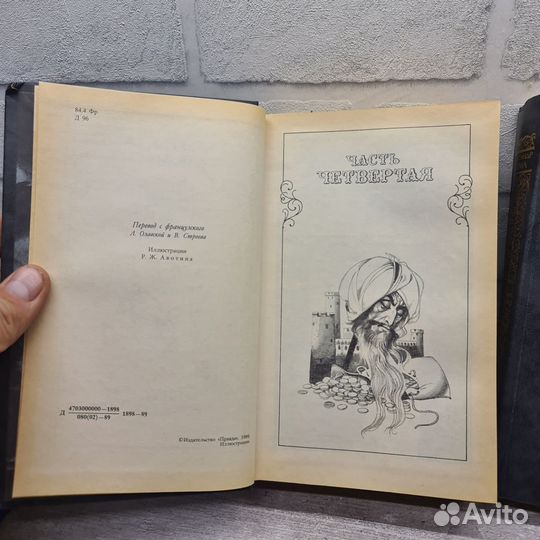 84.4 Фр
Д 96
Перевод с французского
Л. Олавской и В. Строева
Иллюстрации
Р. Ж. Авотина
Д 4703000000—1898 1898—89
080(02)—89
©Издательство «Правда», 1989.
Иллюстрации.
ЧАСТЬ
ЧЕТВЕРТАЯ
Avito